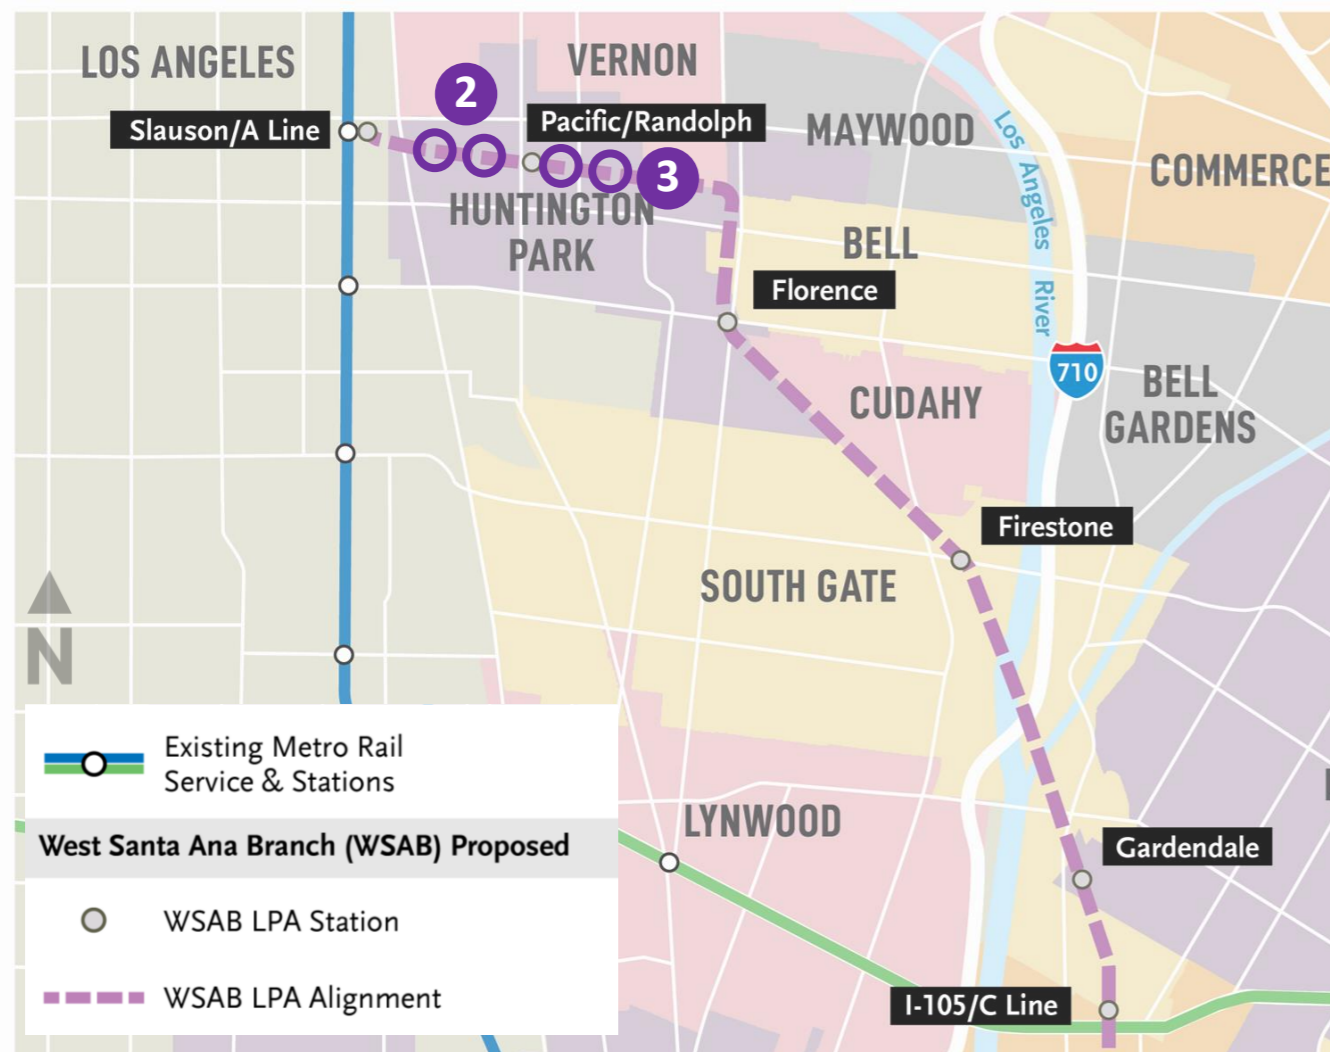 LOS ANGELES
VERNON
2
Slauson/A Line
Pacific/Randolph
MAYWOOD
Los Angeles River
COMMERCE
3
HUNTINGTON
PARK
BELL
Florence
710
BELL
GARDENS
CUDAHY
Firestone
SOUTH GATE
N
Existing Metro Rail
Service & Stations
West Santa Ana Branch (WSAB) Proposed
WSAB LPA Station
WSAB LPA Alignment
LYNWOOD
Gardendale
I-105/C Line